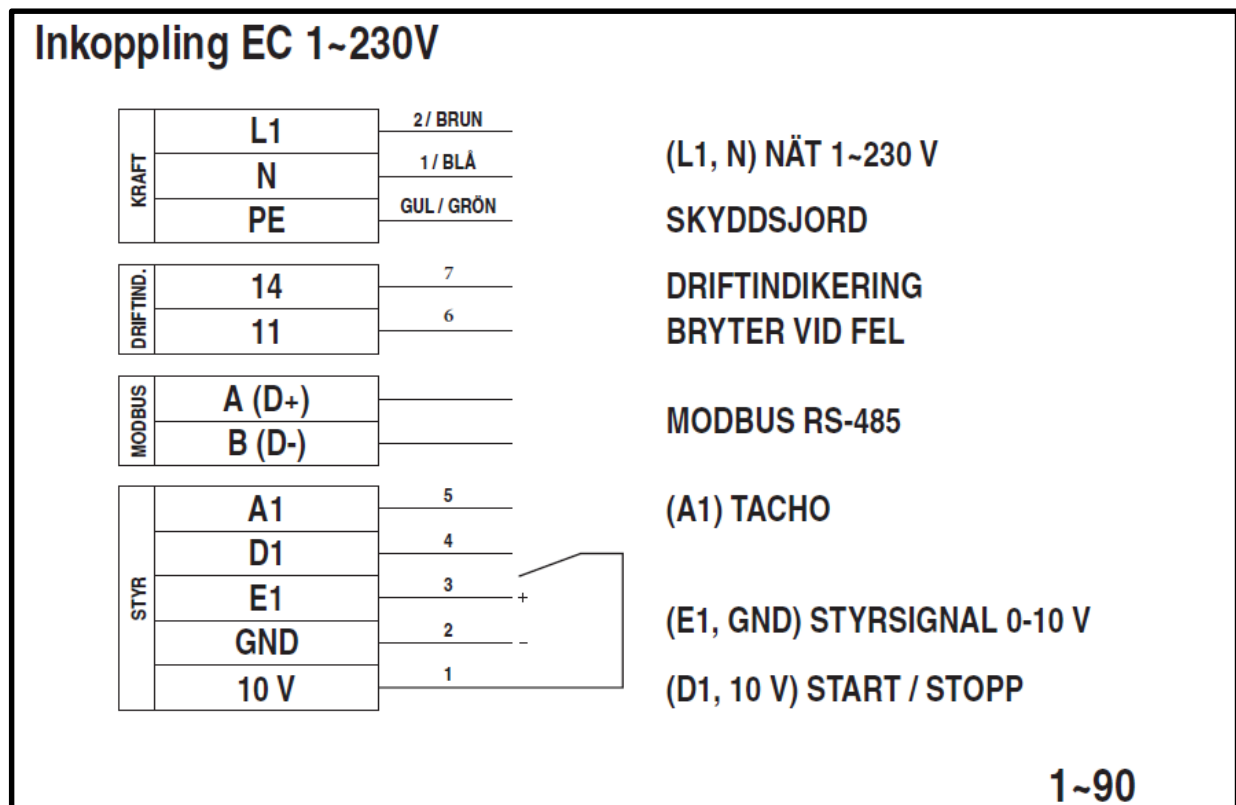 Inkoppling EC 1~230V
KRAFT
L1 2 / BRUN
N 1 / BLÅ
PE GUL / GRÖN
(L1, N) NÄT 1~230 V
SKYDDSJORD
DRIFTIND.
14 7
11 6
DRIFTINDIKERING
BRYTER VID FEL
MODBUS
A (D+)
B (D-)
MODBUS RS-485
STYR
A1 5
D1 4
E1 3 +
GND 2 –
10 V 1
(A1) TACHO
(E1, GND) STYRSIGNAL 0-10 V
(D1, 10 V) START / STOPP
1~90